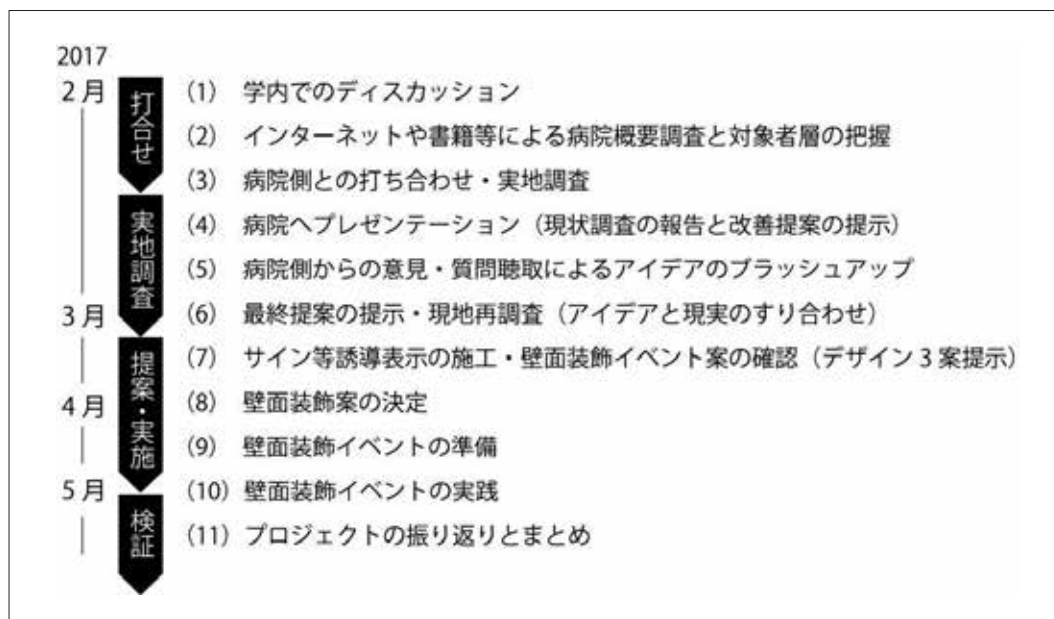 2017
2月
打合せ
(1) 学内でのディスカッション
(2) インターネットや書籍等による病院概要調査と対象者層の把握
(3) 病院側との打ち合わせ・実地調査
実地調査
(4) 病院へプレゼンテーション（現状調査の報告と改善提案の提示）
(5) 病院側からの意見・質問聴取によるアイデアのブラッシュアップ
3月
(6) 最終提案の提示・現地再調査（アイデアと現実のすり合わせ）
提案・実施
(7) サイン等誘導表示の施工・壁面装飾イベント案の確認（デザイン3案提示）
4月
(8) 壁面装飾案の決定
(9) 壁面装飾イベントの準備
5月
(10) 壁面装飾イベントの実践
検証
(11) プロジェクトの振り返りとまとめ